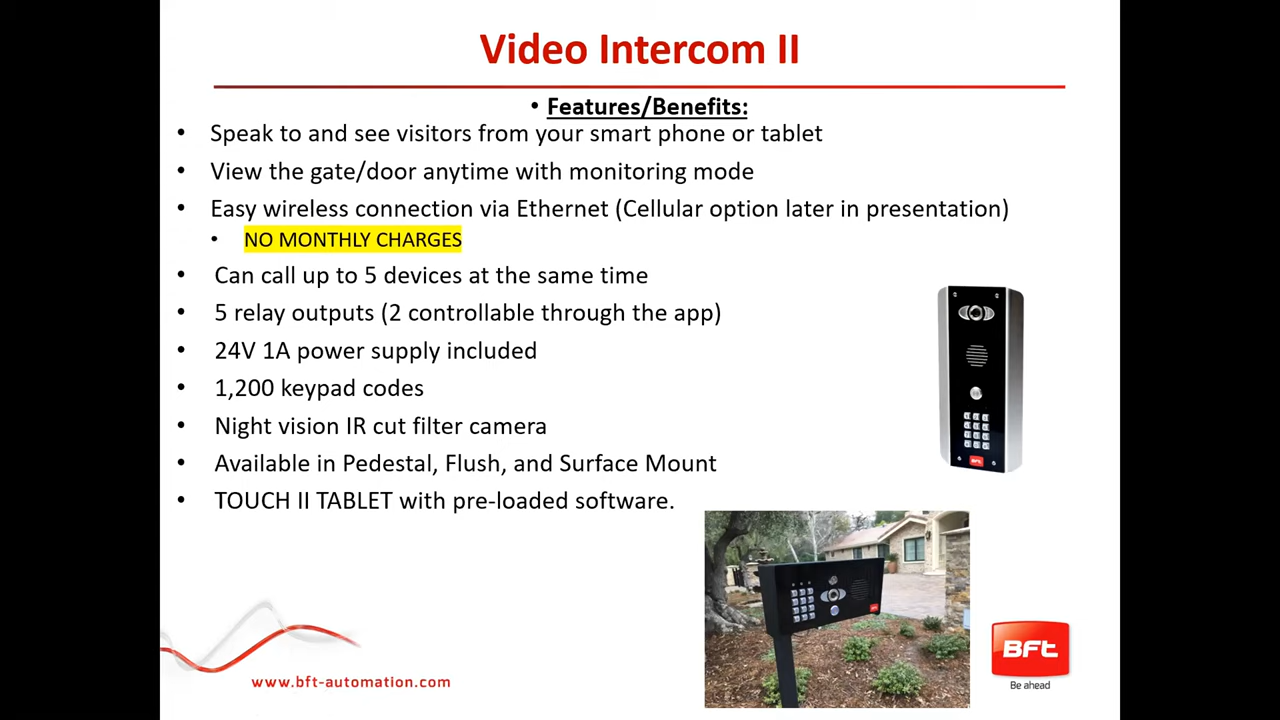 Video Intercom II
• Features/Benefits:
• Speak to and see visitors from your smart phone or tablet
• View the gate/door anytime with monitoring mode
• Easy wireless connection via Ethernet (Cellular option later in presentation)
• NO MONTHLY CHARGES
• Can call up to 5 devices at the same time
• 5 relay outputs (2 controllable through the app)
• 24V 1A power supply included
• 1,200 keypad codes
• Night vision IR cut filter camera
• Available in Pedestal, Flush, and Surface Mount
• TOUCH II TABLET with pre-loaded software.
BFt
www.bft-automation.com
BFt
Be ahead